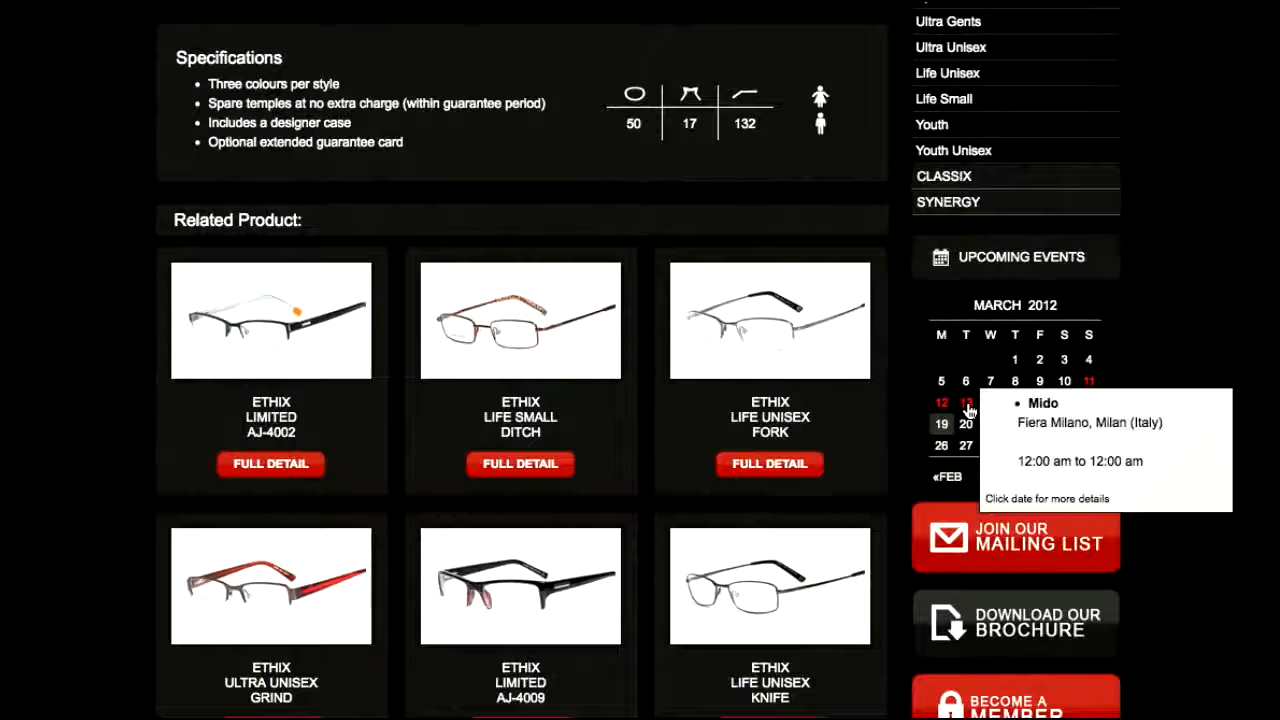 Specifications
• Three colours per style
• Spare temples at no extra charge (within guarantee period)
• Includes a designer case
• Optional extended guarantee card
50 17 132
Related Product:
ETHIX
LIMITED
AJ-4002
FULL DETAIL
ETHIX
LIFE SMALL
DITCH
FULL DETAIL
ETHIX
LIFE UNISEX
FORK
FULL DETAIL
ETHIX
ULTRA UNISEX
GRIND
ETHIX
LIMITED
AJ-4009
ETHIX
LIFE UNISEX
KNIFE
Ultra Gents
Ultra Unisex
Life Unisex
Life Small
Youth
Youth Unisex
CLASSIX
SYNERGY
UPCOMING EVENTS
MARCH 2012
M T W T F S S
1 2 3 4
5 6 7 8 9 10 11
12 13
19 20
26 27
«FEB
• Mido
Fiera Milano, Milan (Italy)
12:00 am to 12:00 am
Click date for more details
JOIN OUR
MAILING LIST
DOWNLOAD OUR
BROCHURE
BECOME A
MEMBER